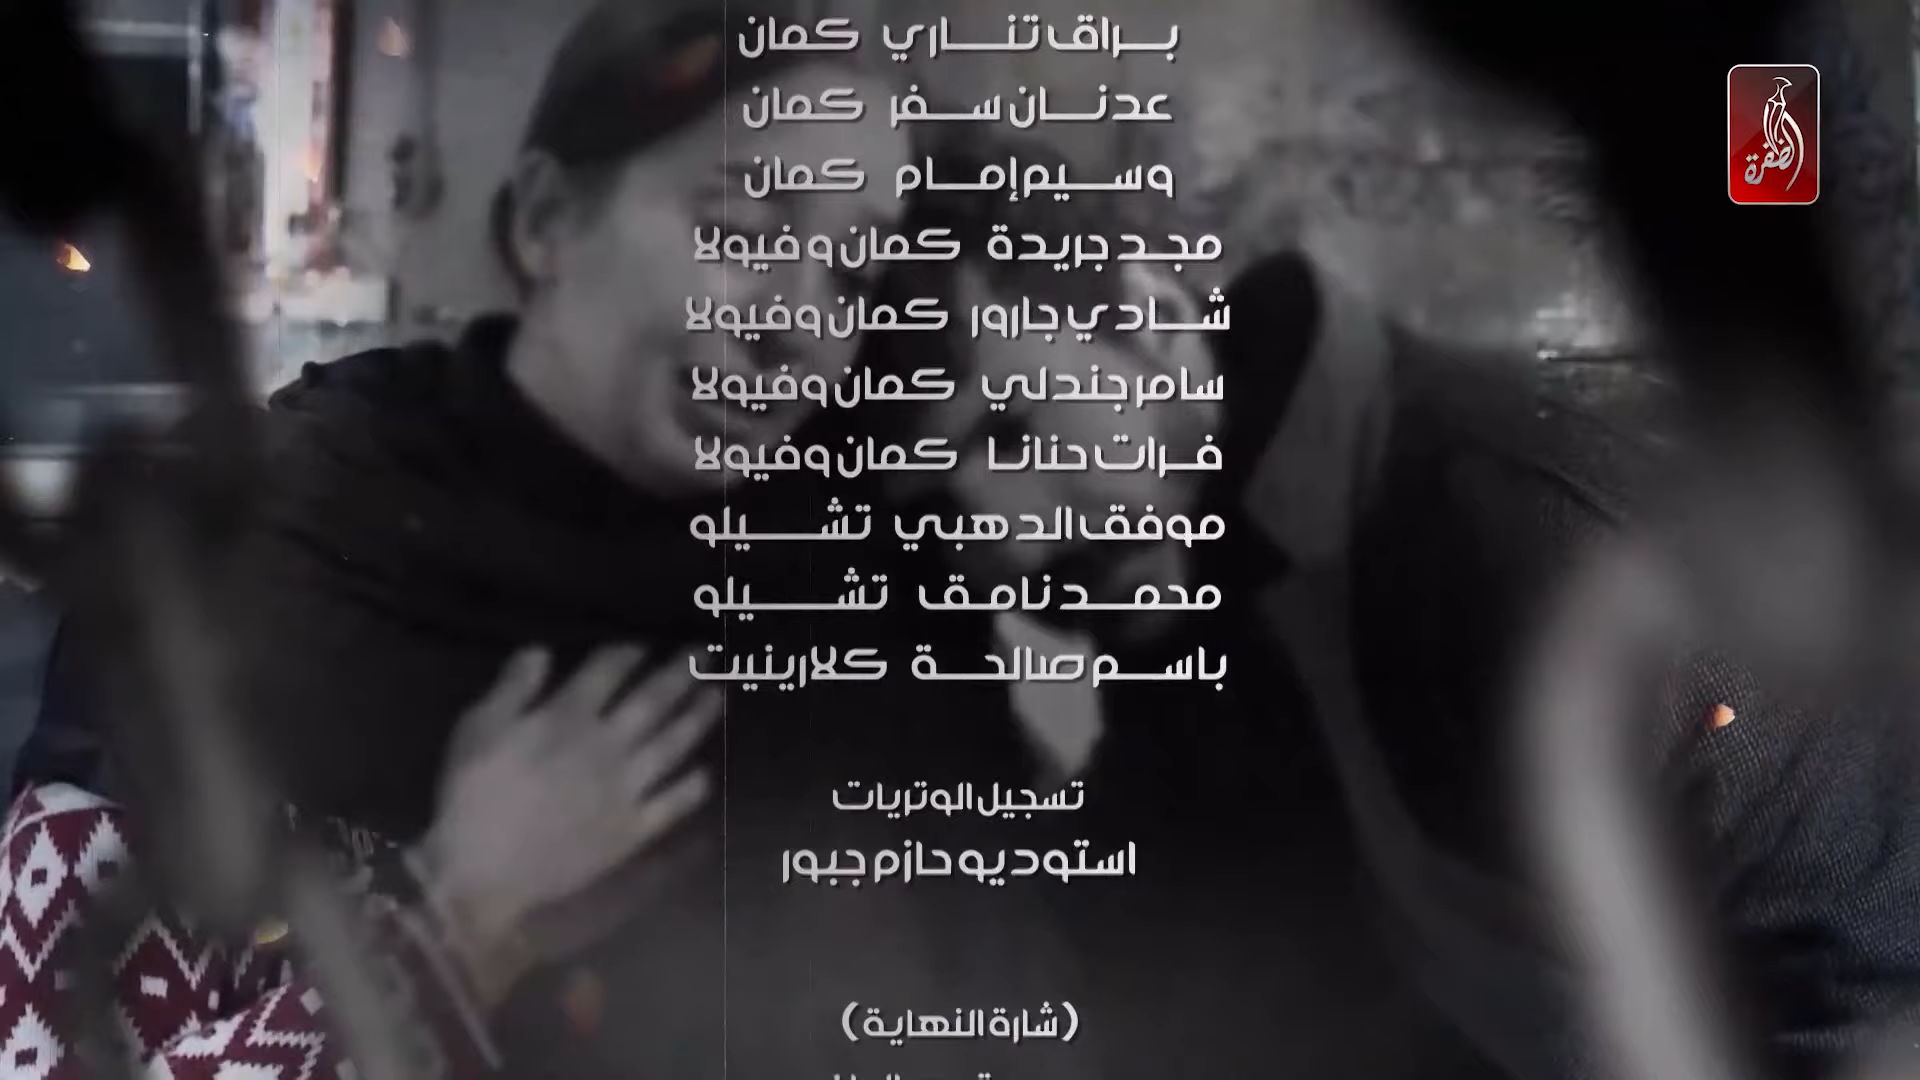 براق تناري كمان
الظفرة
عدنان سفر كمان
وسيم إمام كمان
مجد جريدة كمان وفيولا
شادي جارور كمان وفيولا
سامر جندلي كمان وفيولا
فرات حنانا كمان وفيولا
موفق الدهبي تشيلو
محمد نامق تشيلو
باسم صالحة كلارينيت
تسجيل الوتريات
استوديو حازم جبور
(شارة النهاية)